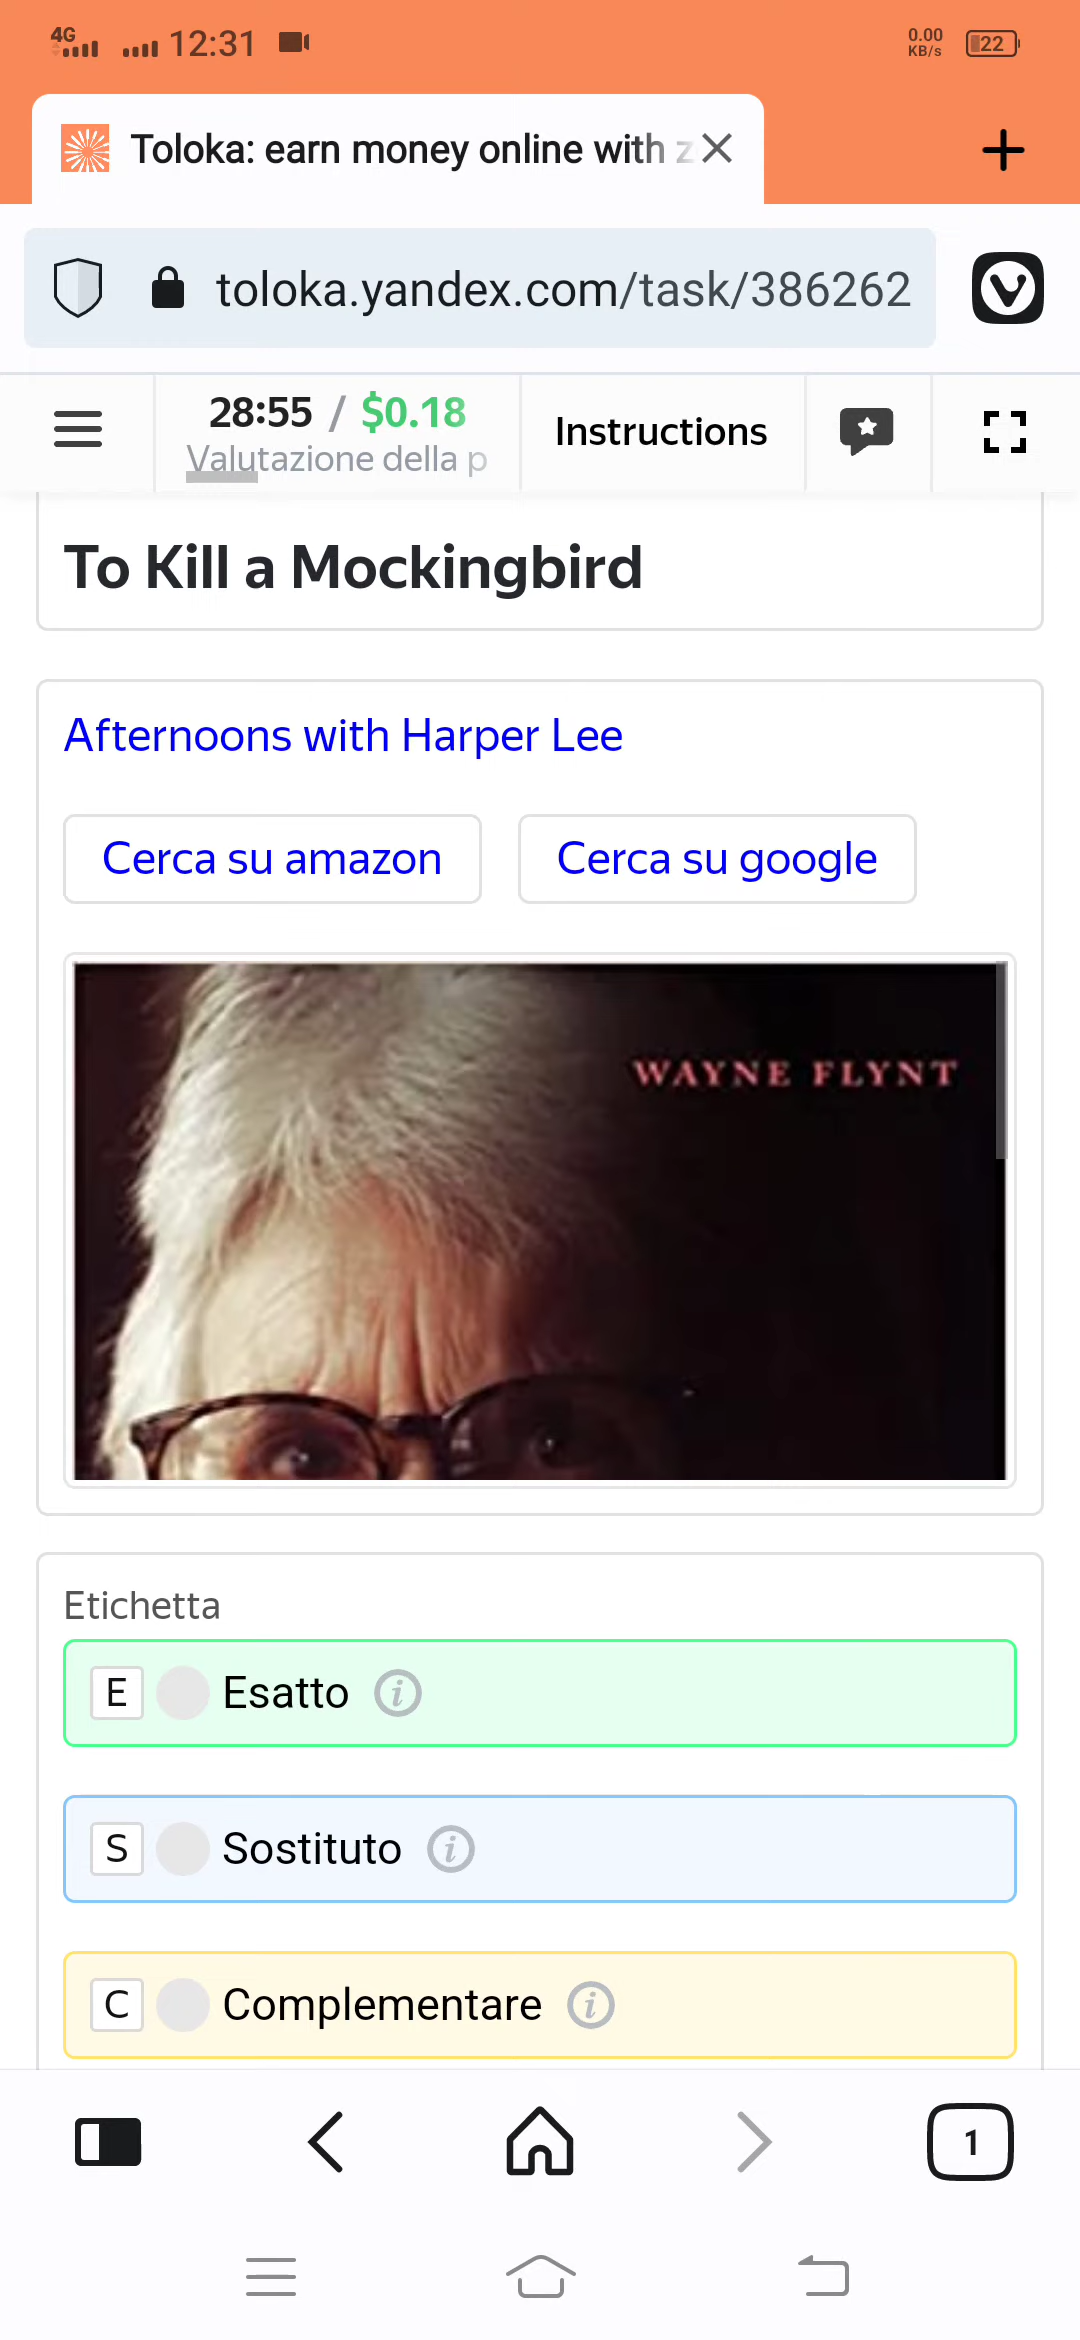 4G 12:31 0.00 KB/s 22
Toloka: earn money online with z
toloka.yandex.com/task/386262
28:55 / $0.18
Valutazione della p
Instructions
To Kill a Mockingbird
Afternoons with Harper Lee
Cerca su amazon
Cerca su google
WAYNE FLYNT
Etichetta
E Esatto i
S Sostituto i
C Complementare i
1